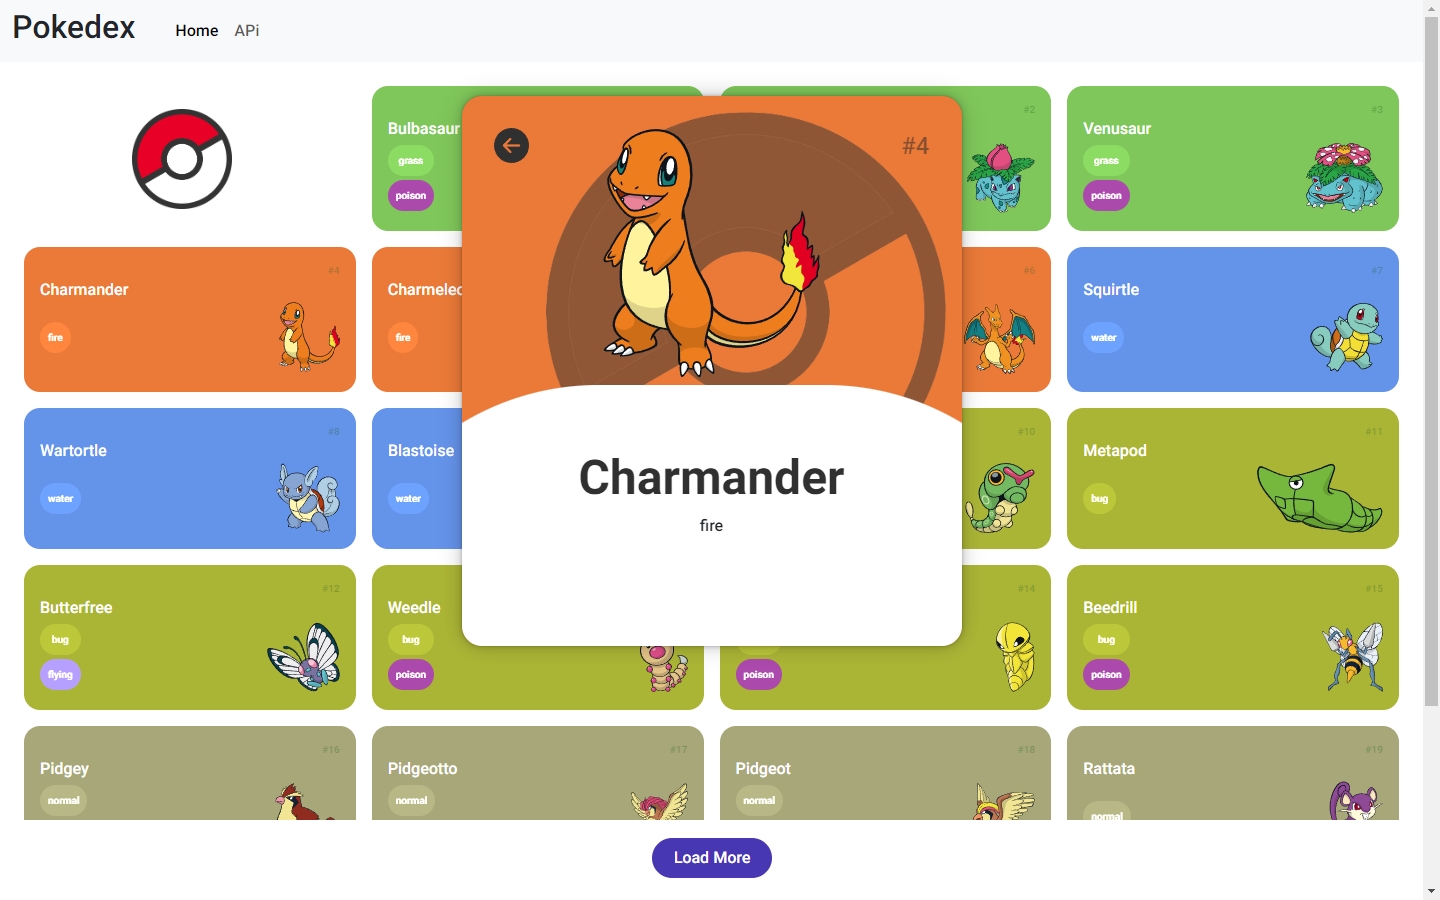 Pokedex
Home
APi
Bulbasaur
grass
poison
#2
#3
Venusaur
grass
poison
#4
Charmander
fire
Charmelec
fire
#6
#7
Squirtle
water
#8
Wartortle
water
Blastoise
water
#10
#11
Metapod
bug
#4
Charmander
fire
#12
Butterfree
bug
flying
Weedle
bug
poison
#14
poison
#15
Beedrill
bug
poison
#16
Pidgey
normal
#17
Pidgeotto
normal
#18
Pidgeot
normal
#19
Rattata
normal
Load More